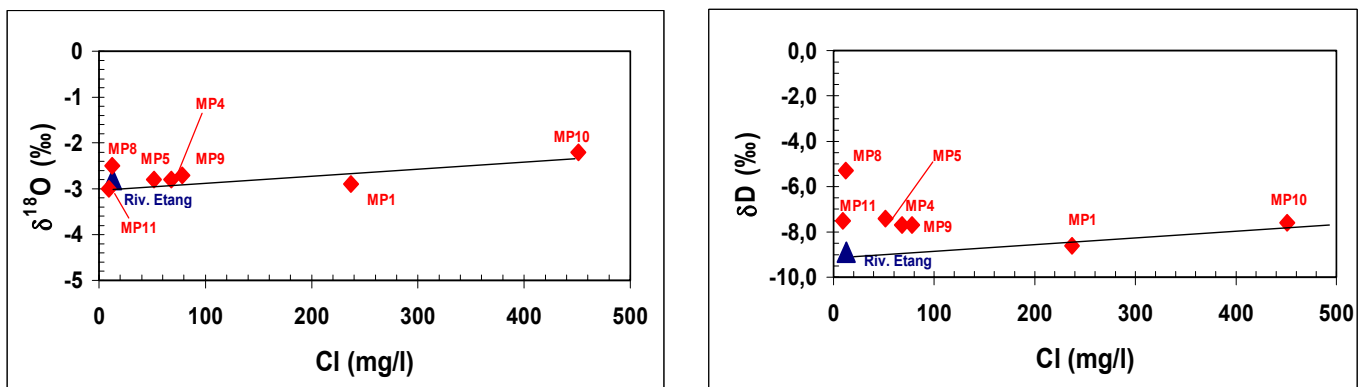 0
-1
-2
-3
-4
-5
δ18O (‰)
MP4
MP10
MP8
MP5
MP9
Riv. Etang
MP1
MP11
0 100 200 300 400 500
Cl (mg/l)
0,0
-2,0
-4,0
-6,0
-8,0
-10,0
δD (‰)
MP8
MP5
MP11
MP4
MP10
MP1
MP9
Riv. Etang
0 100 200 300 400 500
Cl (mg/l)